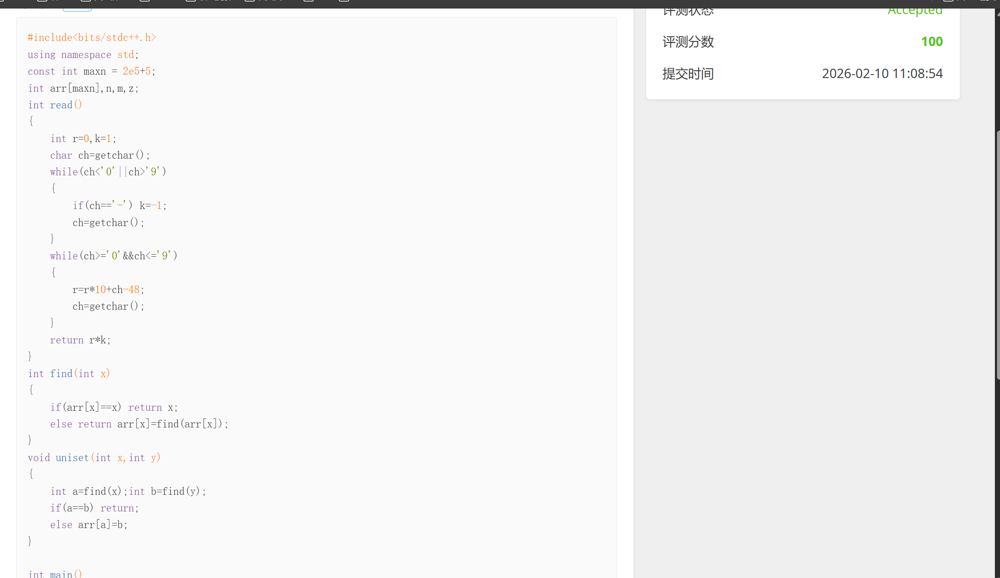 #include<bits/stdc++.h>
using namespace std;
const int maxn = 2e5+5;
int arr[maxn],n,m,z;
int read()
{
    int r=0,k=1;
    char ch=getchar();
    while(ch<'0'||ch>'9')
    {
        if(ch=='-') k=-1;
        ch=getchar();
    }
    while(ch>='0'&&ch<='9')
    {
        r=r*10+ch-48;
        ch=getchar();
    }
    return r*k;
}
int find(int x)
{
    if(arr[x]==x) return x;
    else return arr[x]=find(arr[x]);
}
void uniset(int x,int y)
{
    int a=find(x);int b=find(y);
    if(a==b) return;
    else arr[a]=b;
}
int main()
评测状态 Accepted
评测分数 100
提交时间 2026-02-10 11:08:54